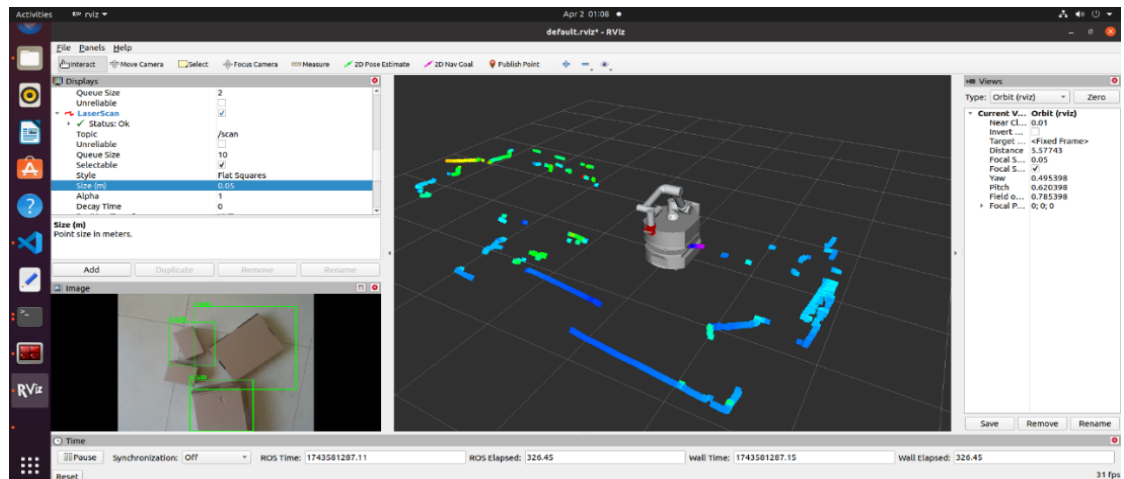 Activities
rviz
Apr 2 01:08
default.rviz* - RViz
File Panels Help
Interact Move Camera Select Focus Camera Measure 2D Pose Estimate 2D Nav Goal Publish Point
Displays
Queue Size 2
Unreliable
LaserScan
Status: Ok
Topic /scan
Unreliable
Queue Size 10
Selectable
Style Flat Squares
Size (m) 0.05
Alpha 1
Decay Time 0
Size (m)
Point size in meters.
Add Duplicate Remove Rename
Image
RViz
Views
Type: Orbit (rviz) Zero
Current V... Orbit (rviz)
Near Cl... 0.01
Invert ...
Target ... <Fixed Frame>
Distance 5.57743
Focal S... 0.05
Focal S...
Yaw 0.495398
Pitch 0.620398
Field o... 0.785398
Focal P... 0; 0; 0
Save Remove Rename
Time
Pause Synchronization: Off ROS Time: 1743581287.11 ROS Elapsed: 326.45 Wall Time: 1743581287.15 Wall Elapsed: 326.45
Reset 31 fps